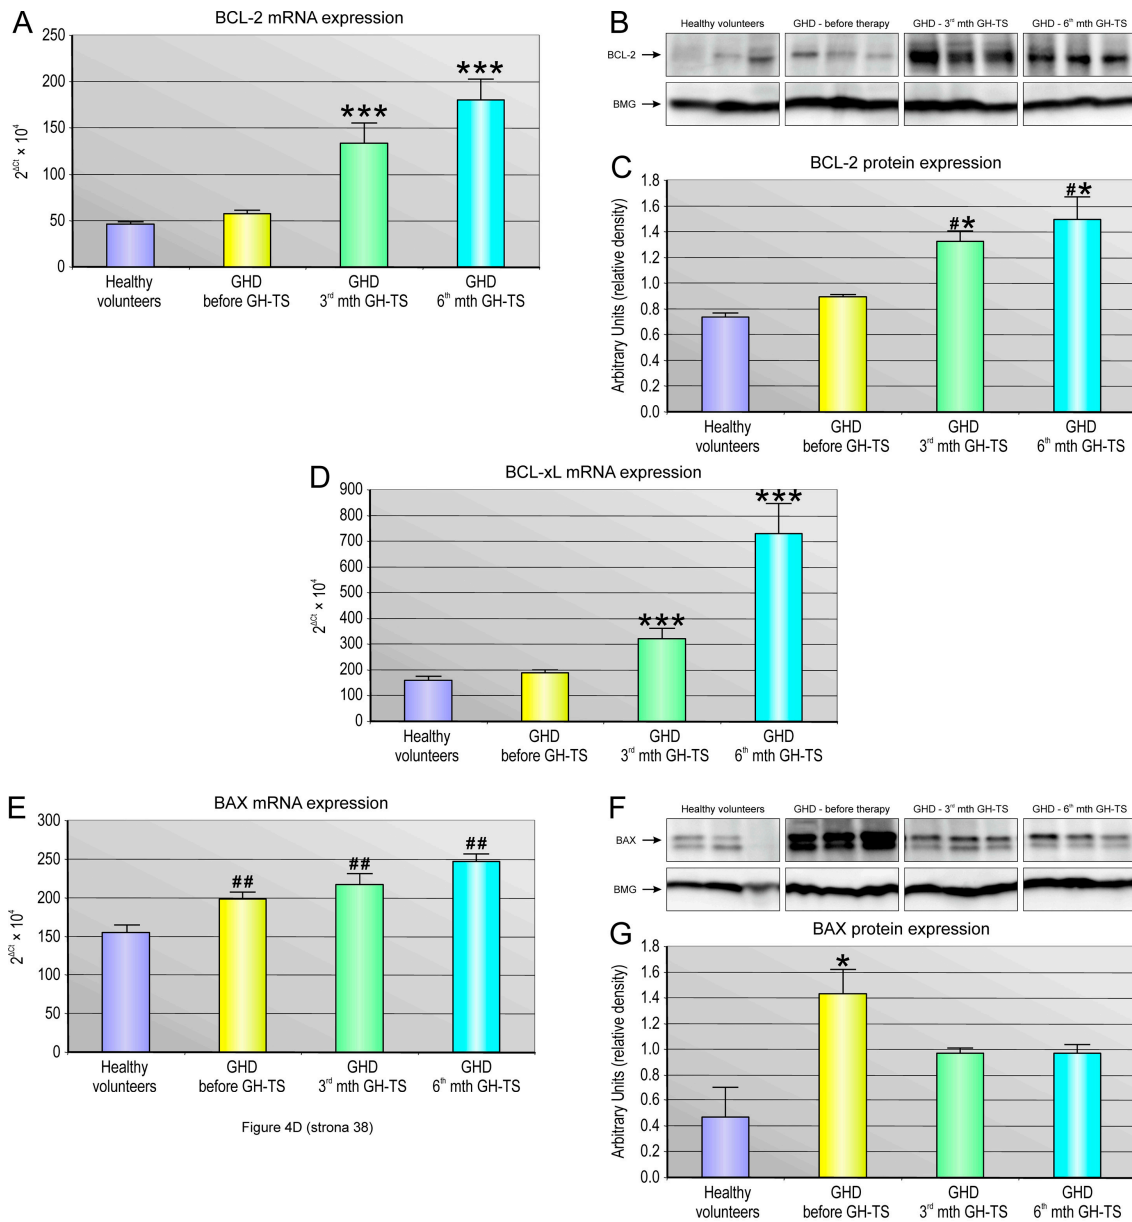 A
BCL-2 mRNA expression
2^ΔCt × 10^4
250
200
150
100
50
0
***
***
Healthy
volunteers
GHD
before GH-TS
GHD
3rd mth GH-TS
GHD
6th mth GH-TS
B
Healthy volunteers
GHD - before therapy
GHD - 3rd mth GH-TS
GHD - 6th mth GH-TS
BCL-2
BMG
C
BCL-2 protein expression
Arbitrary Units (relative density)
1.8
1.6
1.4
1.2
1.0
0.8
0.6
0.4
0.2
0.0
#*
#*
Healthy
volunteers
GHD
before GH-TS
GHD
3rd mth GH-TS
GHD
6th mth GH-TS
D
BCL-xL mRNA expression
2^ΔCt × 10^4
900
800
700
600
500
400
300
200
100
0
***
***
Healthy
volunteers
GHD
before GH-TS
GHD
3rd mth GH-TS
GHD
6th mth GH-TS
E
BAX mRNA expression
2^ΔCt × 10^4
300
250
200
150
100
50
0
##
##
##
Healthy
volunteers
GHD
before GH-TS
GHD
3rd mth GH-TS
GHD
6th mth GH-TS
Figure 4D (strona 38)
F
Healthy volunteers
GHD - before therapy
GHD - 3rd mth GH-TS
GHD - 6th mth GH-TS
BAX
BMG
G
BAX protein expression
Arbitrary Units (relative density)
1.8
1.6
1.4
1.2
1.0
0.8
0.6
0.4
0.2
0.0
*
Healthy
volunteers
GHD
before GH-TS
GHD
3rd mth GH-TS
GHD
6th mth GH-TS